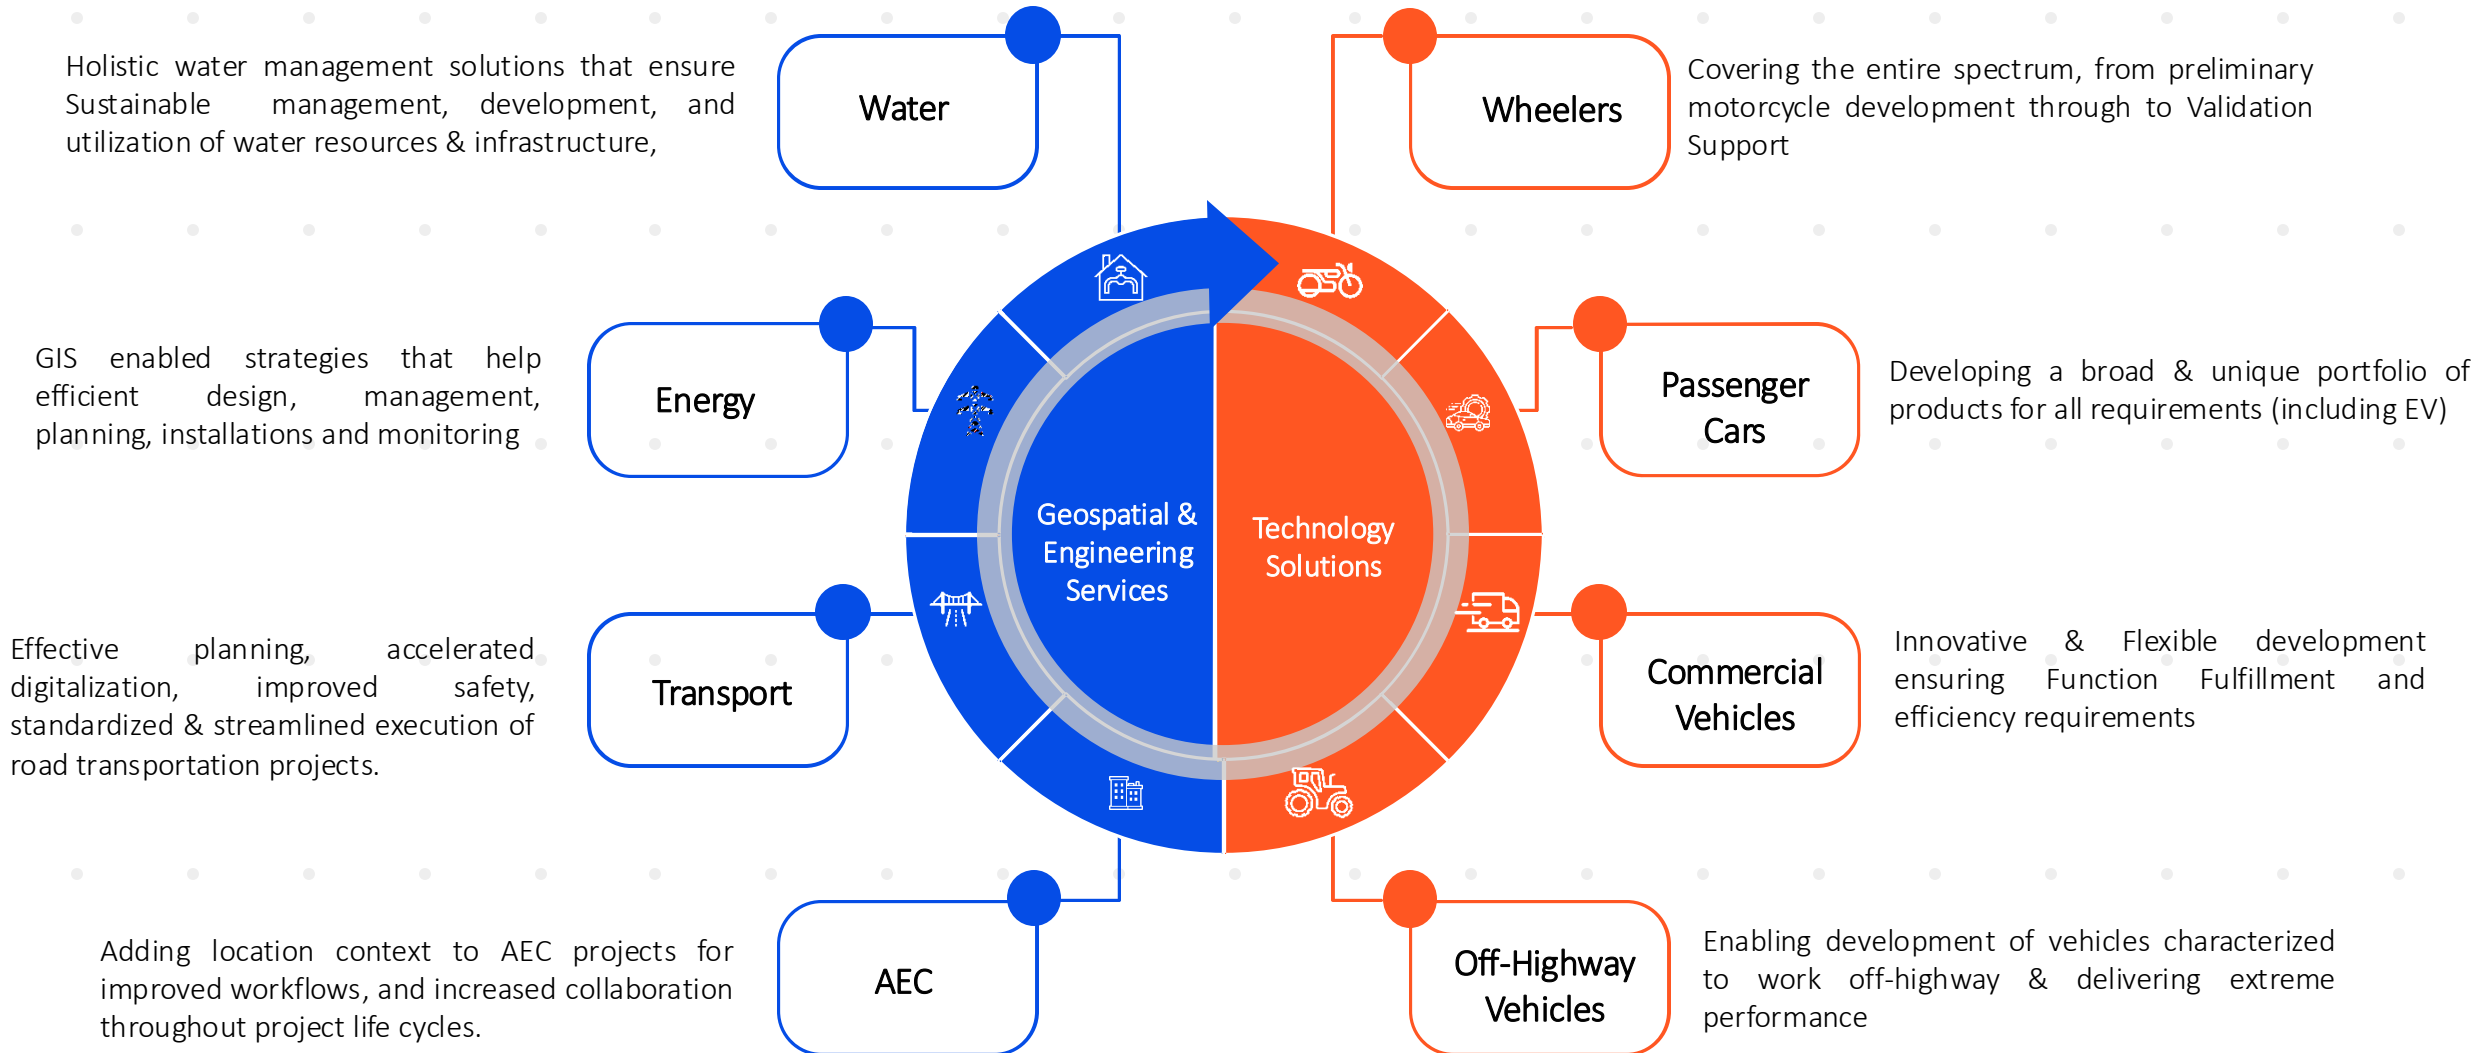 Holistic water management solutions that ensure
Sustainable management, development, and
utilization of water resources & infrastructure,
Water
Wheelers
Covering the entire spectrum, from preliminary
motorcycle development through to Validation
Support
GIS enabled strategies that help
efficient design, management,
planning, installations and monitoring
Energy
Passenger
Cars
Developing a broad & unique portfolio of
products for all requirements (including EV)
Geospatial &
Engineering
Services
Technology
Solutions
Effective planning, accelerated
digitalization, improved safety,
standardized & streamlined execution of
road transportation projects.
Transport
Commercial
Vehicles
Innovative & Flexible development
ensuring Function Fulfillment and
efficiency requirements
Adding location context to AEC projects for
improved workflows, and increased collaboration
throughout project life cycles.
AEC
Off-Highway
Vehicles
Enabling development of vehicles characterized
to work off-highway & delivering extreme
performance